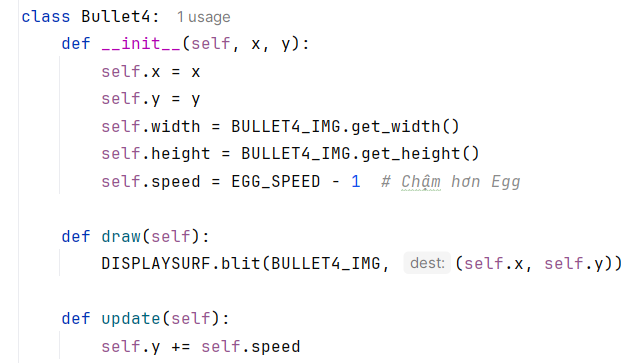 class Bullet4:  1 usage
    def __init__(self, x, y):
        self.x = x
        self.y = y
        self.width = BULLET4_IMG.get_width()
        self.height = BULLET4_IMG.get_height()
        self.speed = EGG_SPEED - 1  # Chậm hơn Egg

    def draw(self):
        DISPLAYSURF.blit(BULLET4_IMG, dest: (self.x, self.y))

    def update(self):
        self.y += self.speed